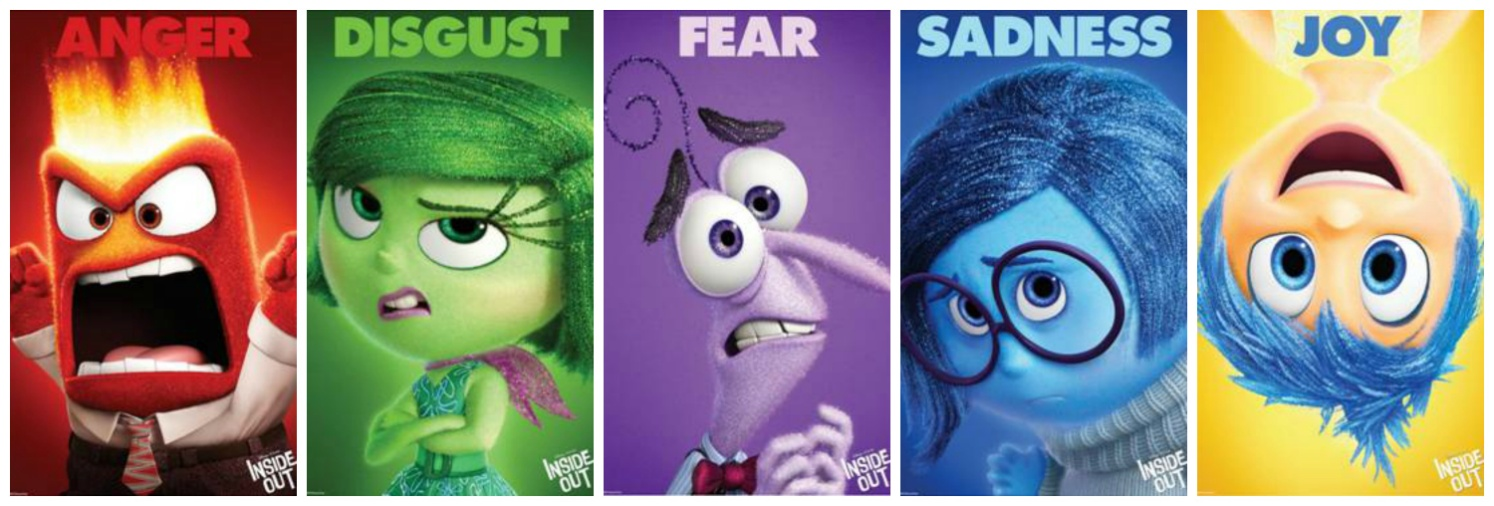 ANGER
INSIDE
OUT
DISGUST
INSIDE
OUT
FEAR
INSIDE
OUT
SADNESS
INSIDE
OUT
JOY
INSIDE
OUT